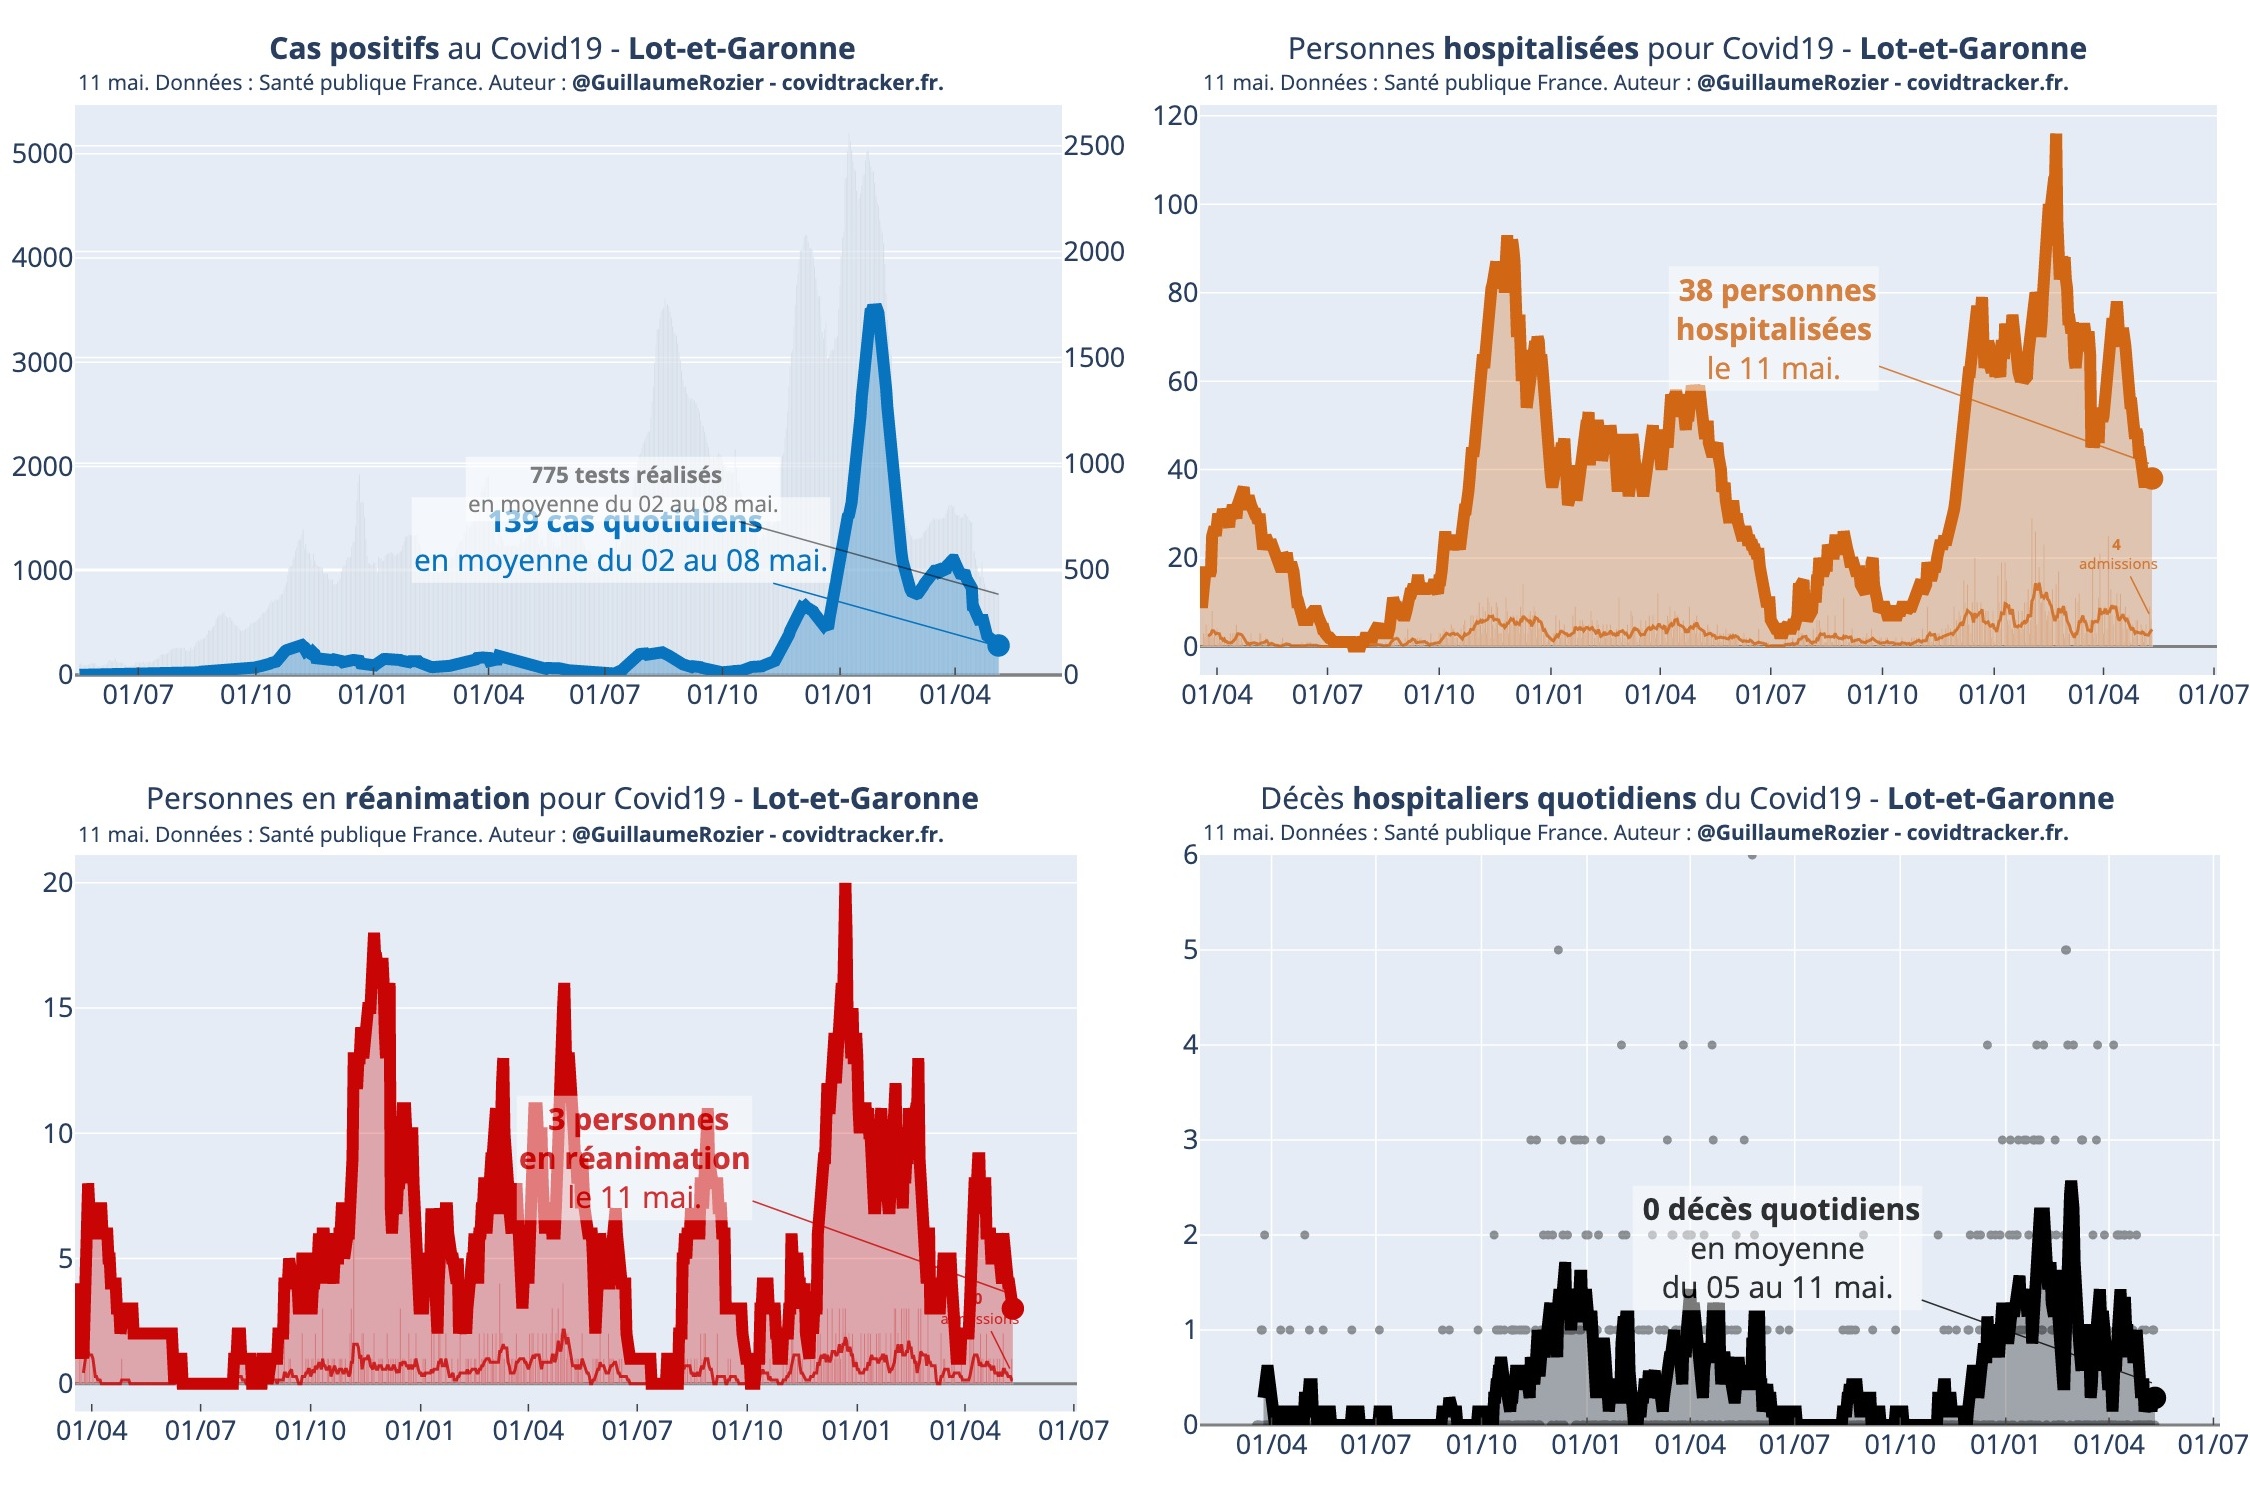 Cas positifs au Covid19 - Lot-et-Garonne
11 mai. Données : Santé publique France. Auteur : @GuillaumeRozier - covidtracker.fr.
5000
4000
3000
2000
1000
0
2500
2000
1500
1000
500
0
775 tests réalisés
en moyenne du 02 au 08 mai.
139 cas quotidiens
en moyenne du 02 au 08 mai.
01/07 01/10 01/01 01/04 01/07 01/10 01/01 01/04
Personnes hospitalisées pour Covid19 - Lot-et-Garonne
11 mai. Données : Santé publique France. Auteur : @GuillaumeRozier - covidtracker.fr.
120
100
80
60
40
20
0
38 personnes
hospitalisées
le 11 mai.
4
admissions
01/04 01/07 01/10 01/01 01/04 01/07 01/10 01/01 01/04 01/07
Personnes en réanimation pour Covid19 - Lot-et-Garonne
11 mai. Données : Santé publique France. Auteur : @GuillaumeRozier - covidtracker.fr.
20
15
10
5
0
3 personnes
en réanimation
le 11 mai.
0
admissions
01/04 01/07 01/10 01/01 01/04 01/07 01/10 01/01 01/04 01/07
Décès hospitaliers quotidiens du Covid19 - Lot-et-Garonne
11 mai. Données : Santé publique France. Auteur : @GuillaumeRozier - covidtracker.fr.
6
5
4
3
2
1
0
0 décès quotidiens
en moyenne
du 05 au 11 mai.
01/04 01/07 01/10 01/01 01/04 01/07 01/10 01/01 01/04 01/07